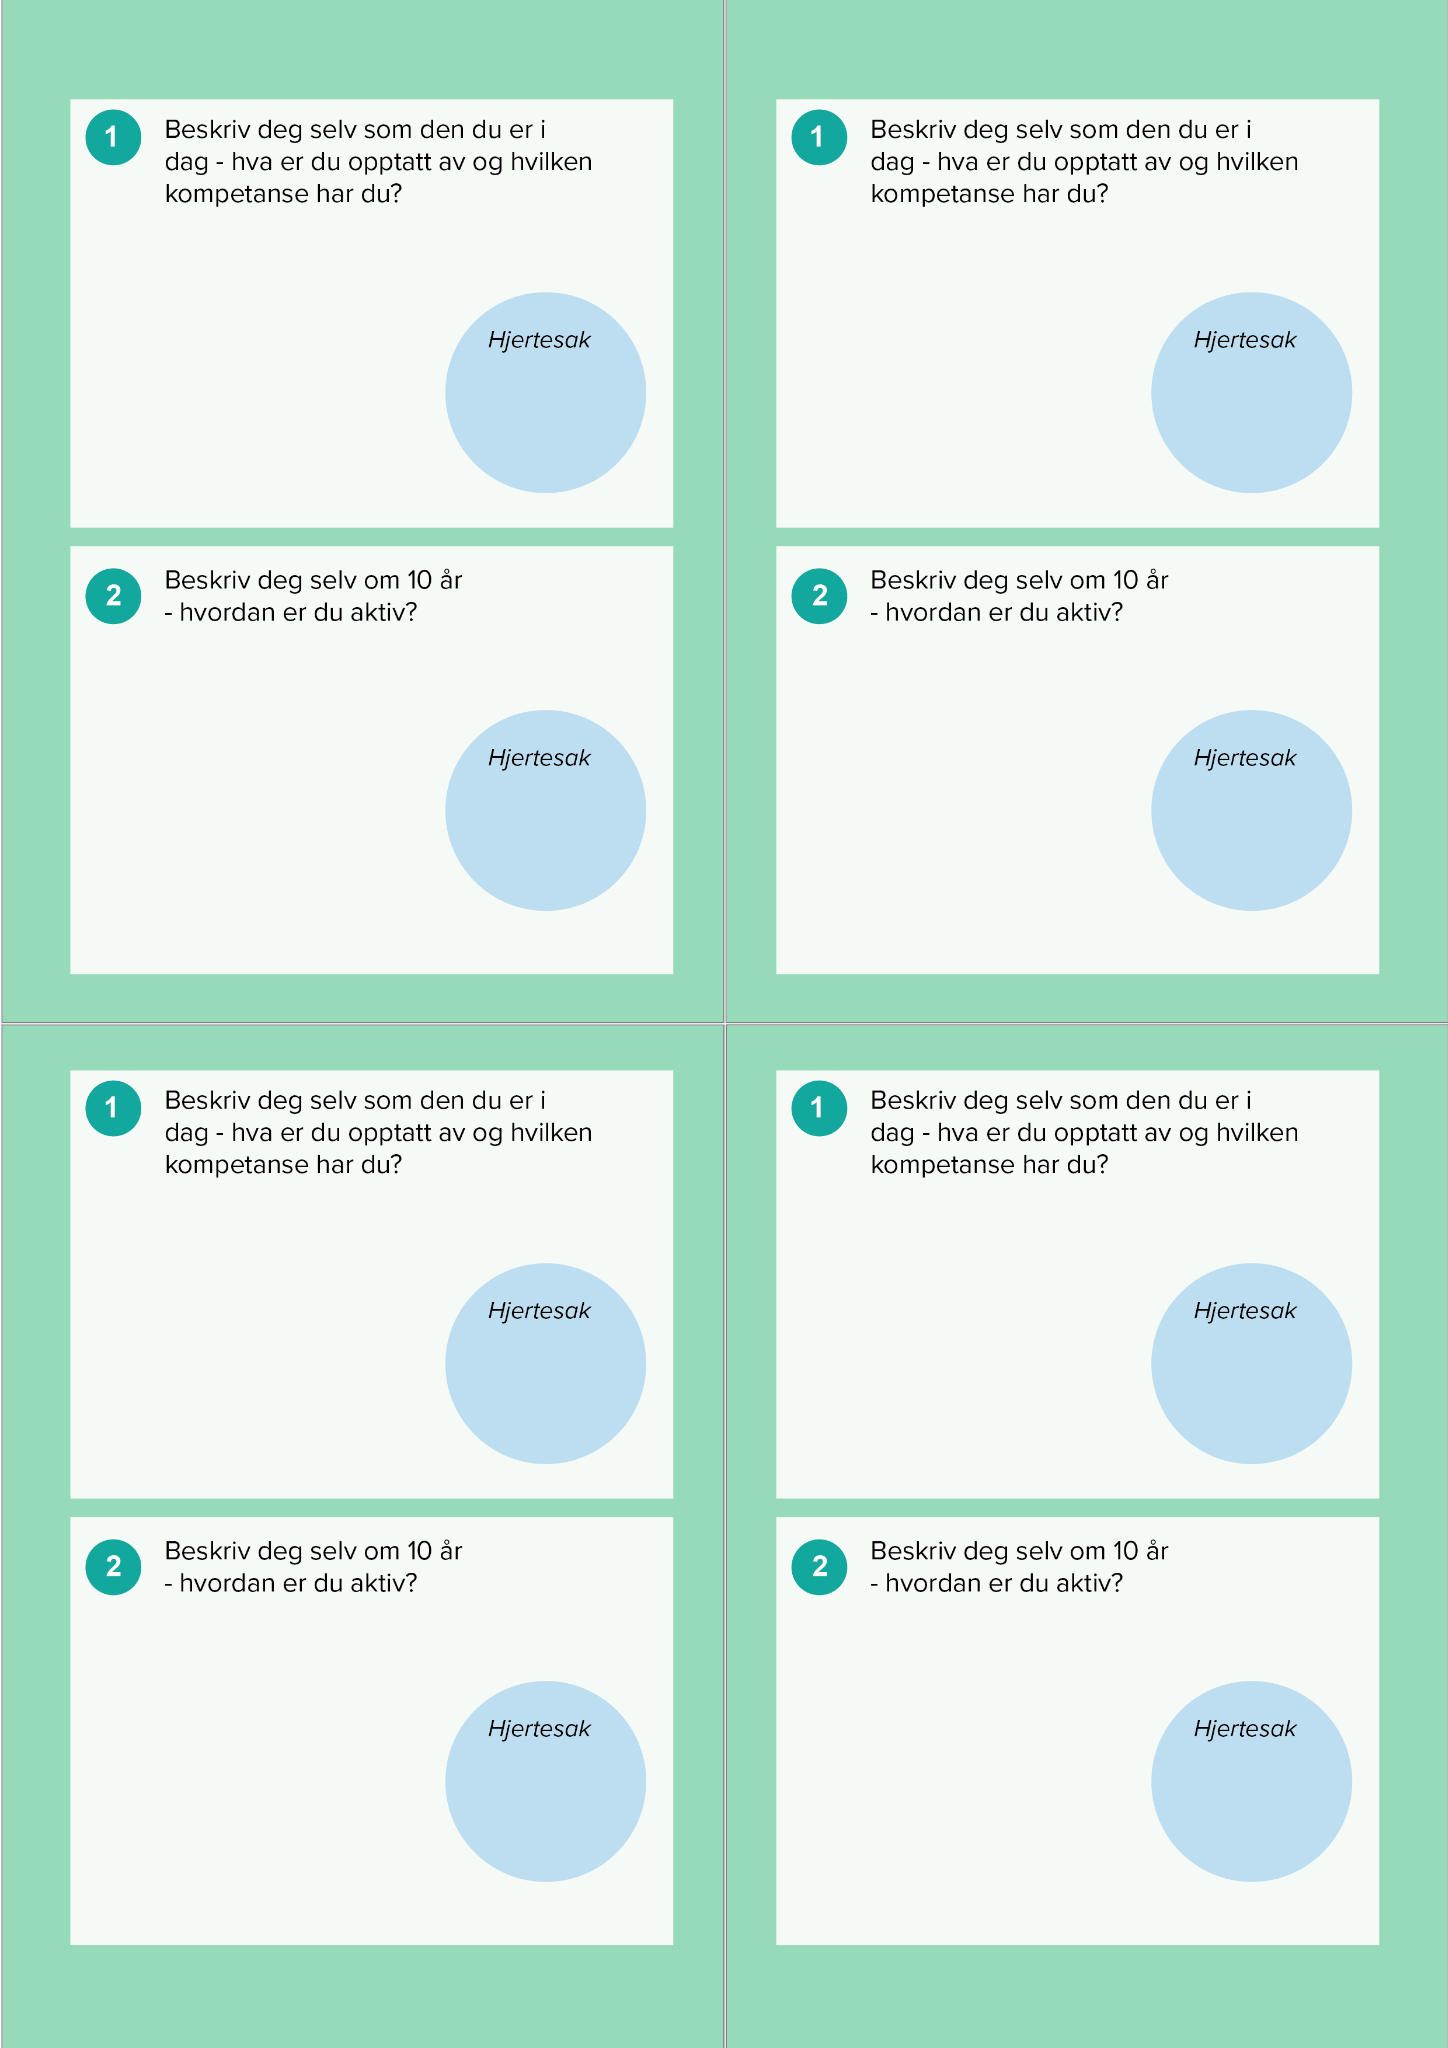 1
Beskriv deg selv som den du er i
dag - hva er du opptatt av og hvilken
kompetanse har du?
Hjertesak
2
Beskriv deg selv om 10 år
- hvordan er du aktiv?
Hjertesak
1
Beskriv deg selv som den du er i
dag - hva er du opptatt av og hvilken
kompetanse har du?
Hjertesak
2
Beskriv deg selv om 10 år
- hvordan er du aktiv?
Hjertesak
1
Beskriv deg selv som den du er i
dag - hva er du opptatt av og hvilken
kompetanse har du?
Hjertesak
2
Beskriv deg selv om 10 år
- hvordan er du aktiv?
Hjertesak
1
Beskriv deg selv som den du er i
dag - hva er du opptatt av og hvilken
kompetanse har du?
Hjertesak
2
Beskriv deg selv om 10 år
- hvordan er du aktiv?
Hjertesak